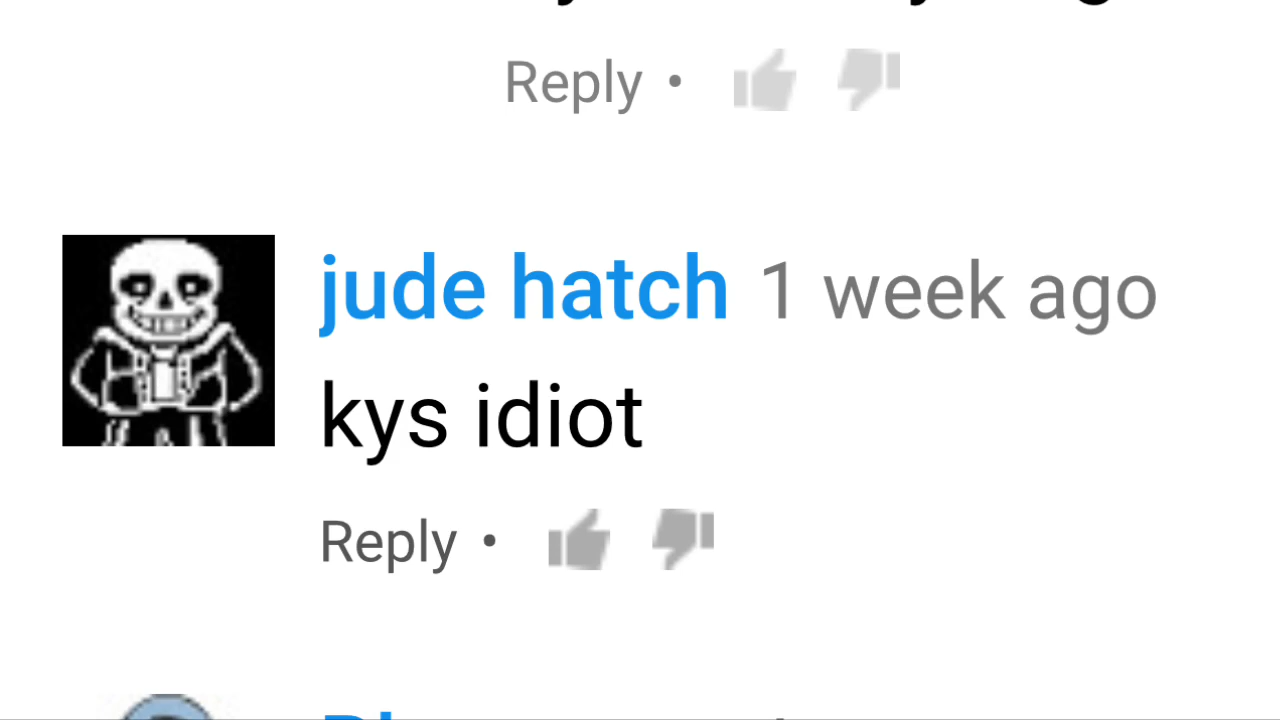 Reply •
jude hatch 1 week ago
kys idiot
Reply •